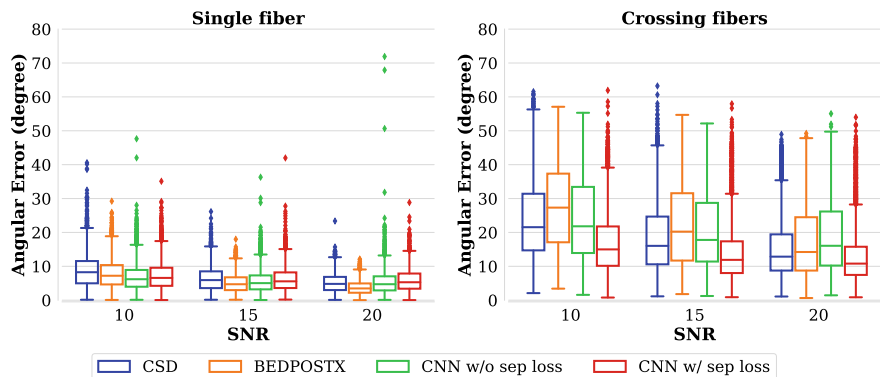 Single fiber
Crossing fibers
Angular Error (degree)
80
70
60
50
40
30
20
10
0
10
15
20
SNR
Angular Error (degree)
80
70
60
50
40
30
20
10
0
10
15
20
SNR
CSD
BEDPOSTX
CNN w/o sep loss
CNN w/ sep loss